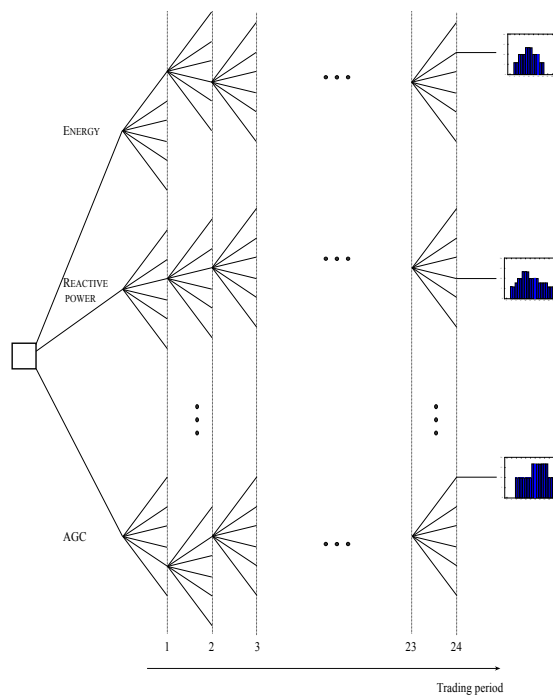 ENERGY
REACTIVE
POWER
AGC
1 2 3 23 24
Trading period